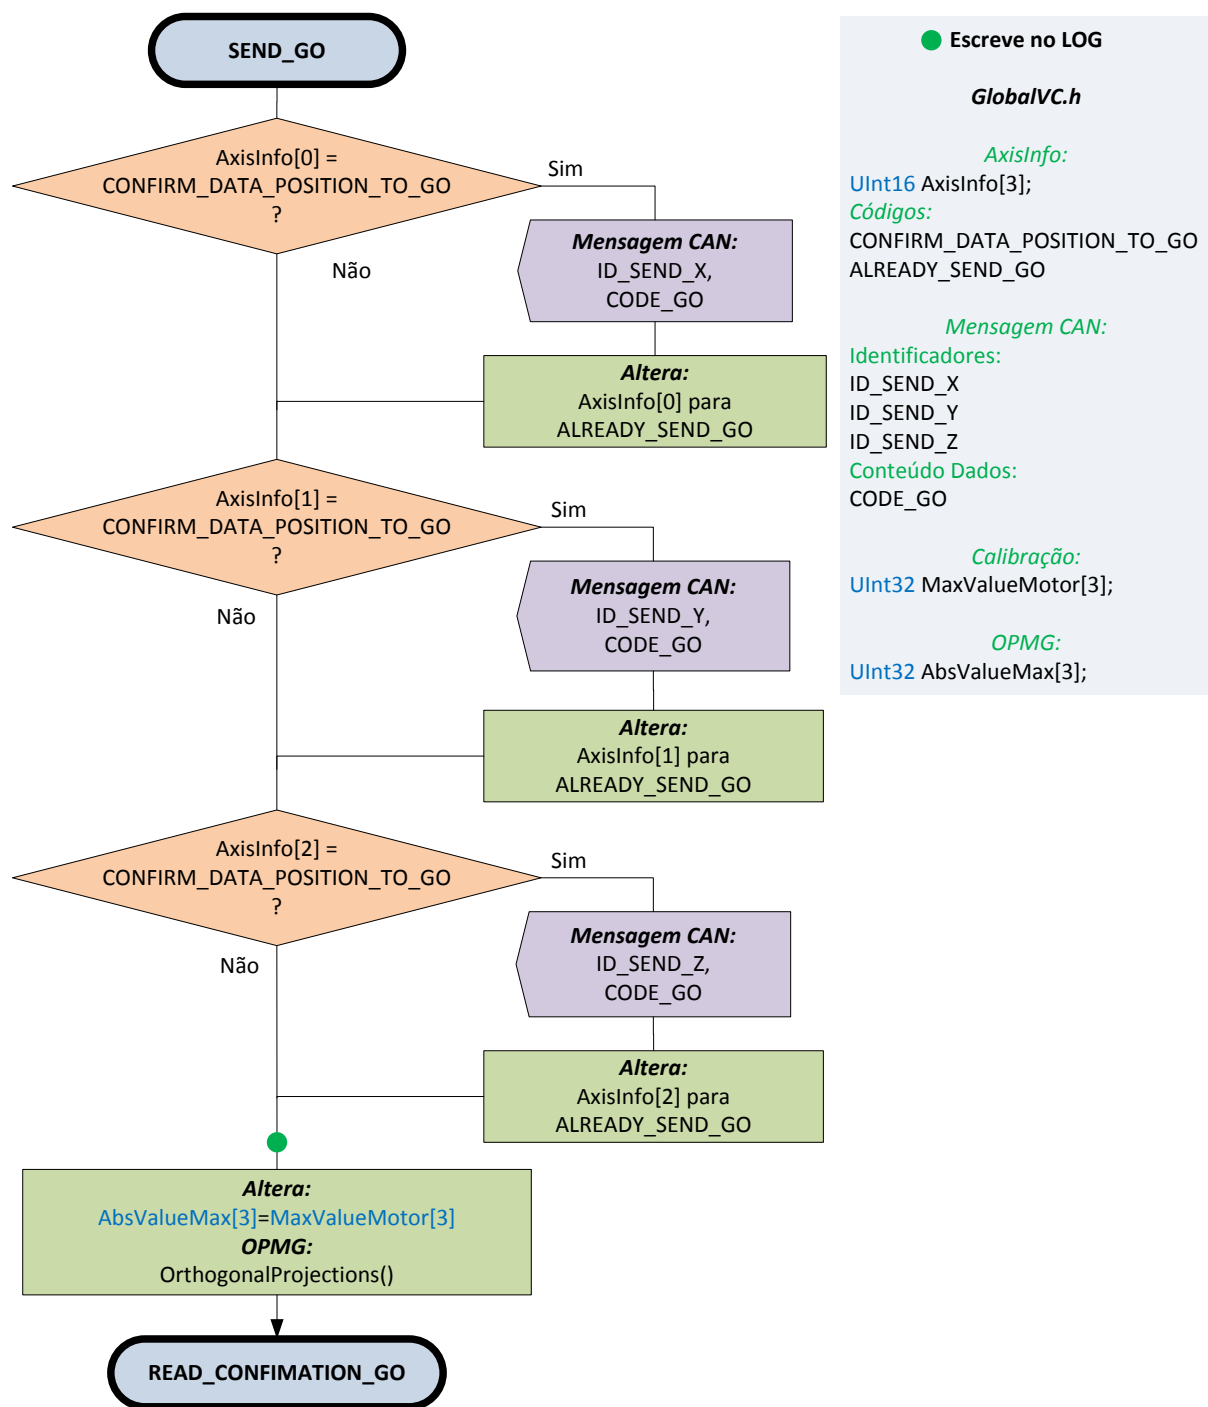 SEND_GO
AxisInfo[0] =
CONFIRM_DATA_POSITION_TO_GO
?
Sim
Não
Mensagem CAN:
ID_SEND_X,
CODE_GO
Altera:
AxisInfo[0] para
ALREADY_SEND_GO
AxisInfo[1] =
CONFIRM_DATA_POSITION_TO_GO
?
Sim
Não
Mensagem CAN:
ID_SEND_Y,
CODE_GO
Altera:
AxisInfo[1] para
ALREADY_SEND_GO
AxisInfo[2] =
CONFIRM_DATA_POSITION_TO_GO
?
Sim
Não
Mensagem CAN:
ID_SEND_Z,
CODE_GO
Altera:
AxisInfo[2] para
ALREADY_SEND_GO
Altera:
AbsValueMax[3]=MaxValueMotor[3]
OPMG:
OrthogonalProjections()
READ_CONFIMATION_GO
Escreve no LOG
GlobalVC.h
AxisInfo:
UInt16 AxisInfo[3];
Códigos:
CONFIRM_DATA_POSITION_TO_GO
ALREADY_SEND_GO
Mensagem CAN:
Identificadores:
ID_SEND_X
ID_SEND_Y
ID_SEND_Z
Conteúdo Dados:
CODE_GO
Calibração:
UInt32 MaxValueMotor[3];
OPMG:
UInt32 AbsValueMax[3];